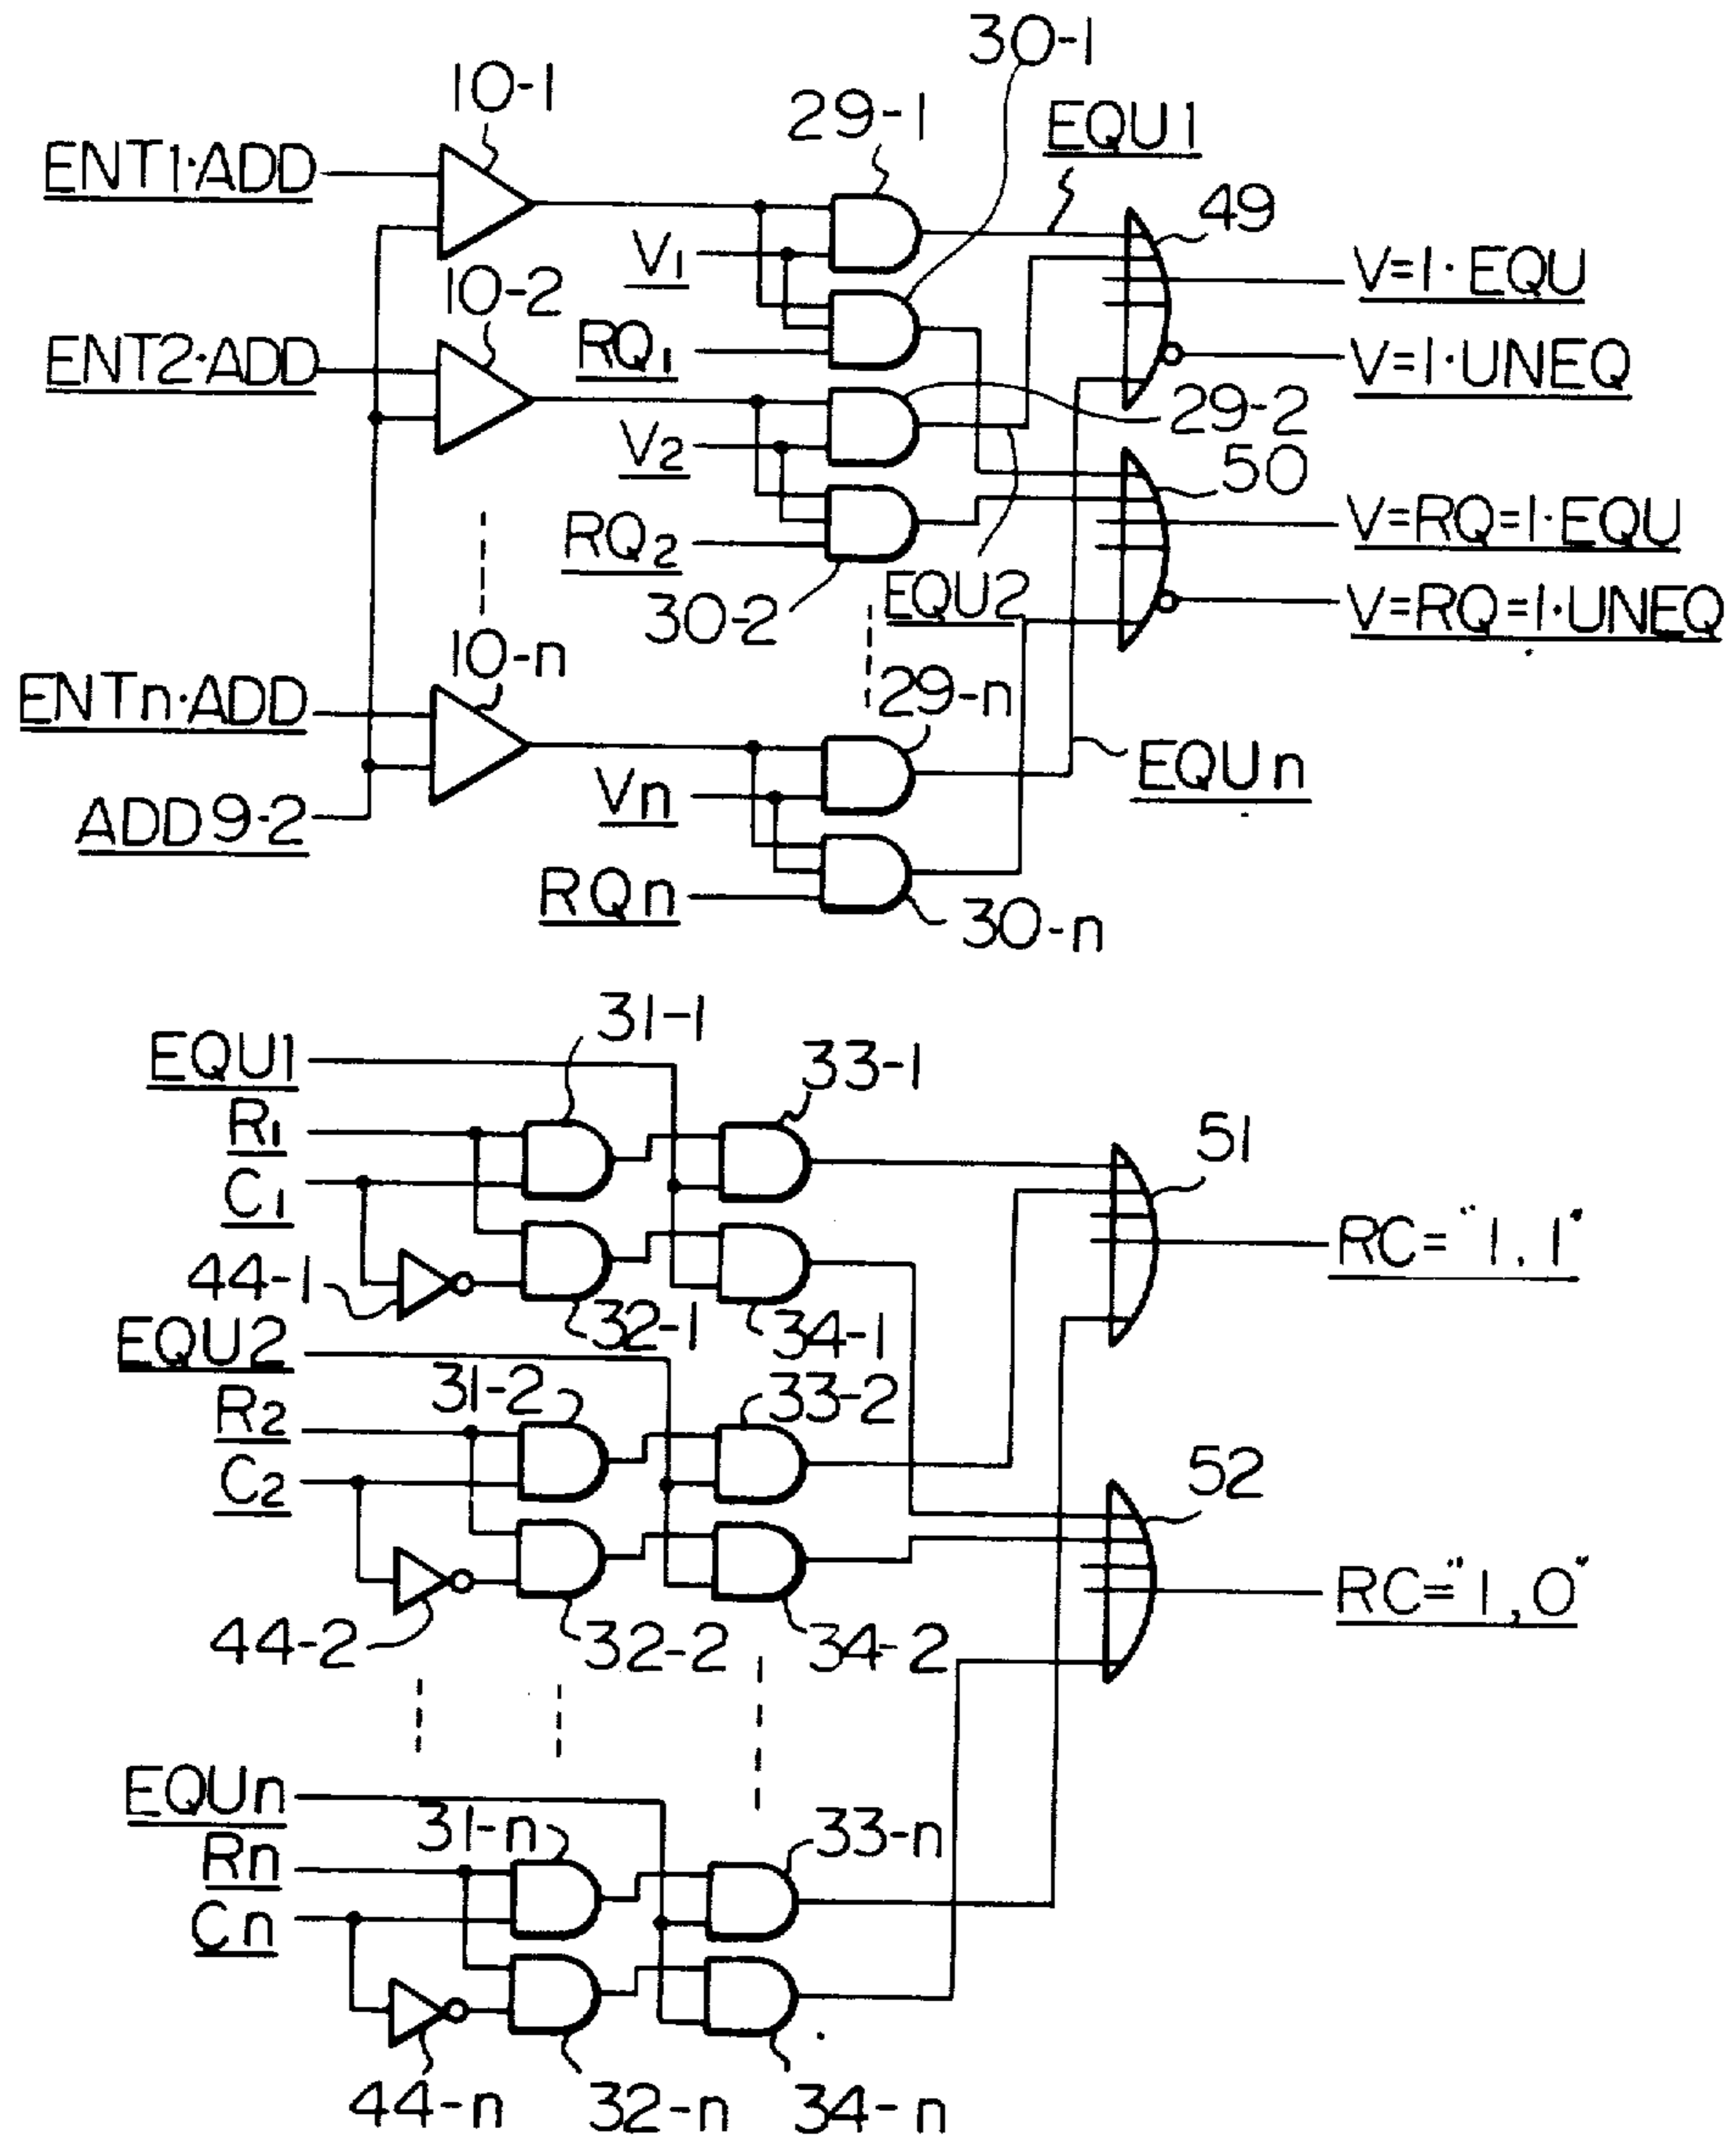 30-1
10-1
29-1
EQU1
ENT1·ADD
49
V1
V=1·EQU
10-2
RQ1
ENT2·ADD
V=1·UNEQ
29-2
V2
50
RQ2
V=RQ=1·EQU
30-2
EQU2
V=RQ=1·UNEQ
10-n
29-n
ENTn·ADD
EQUn
Vn
ADD9-2
RQn
30-n
31-1
EQU1
33-1
R1
51
C1
RC="1,1"
44-1
32-1
34-1
EQU2
31-2
33-2
R2
52
C2
RC="1,0"
44-2
32-2
34-2
EQUn
31-n
33-n
Rn
Cn
44-n
32-n
34-n